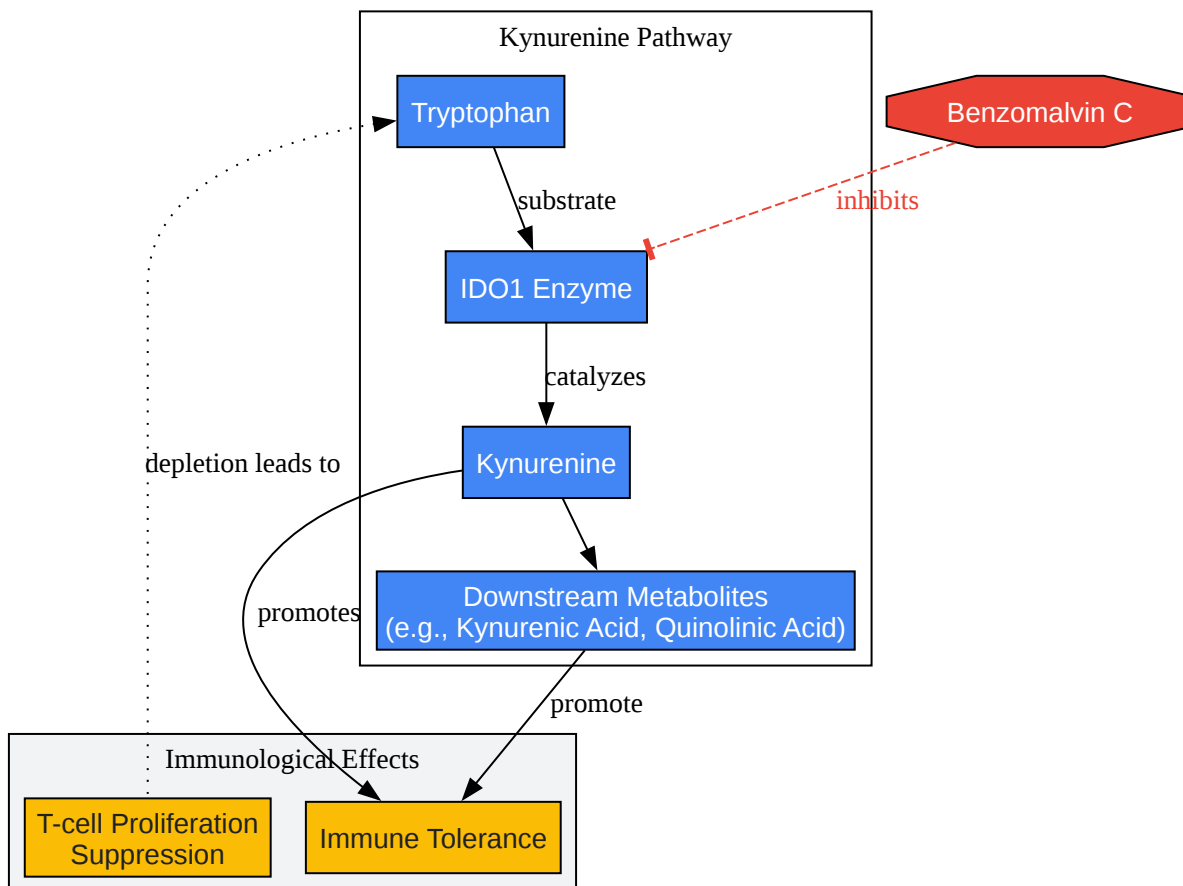 Kynurenine Pathway
Tryptophan
Benzomalvin C
substrate
inhibits
IDO1 Enzyme
catalyzes
Kynurenine
depletion leads to
Downstream Metabolites
(e.g., Kynurenic Acid, Quinolinic Acid)
promotes
promote
Immunological Effects
T-cell Proliferation
Suppression
Immune Tolerance